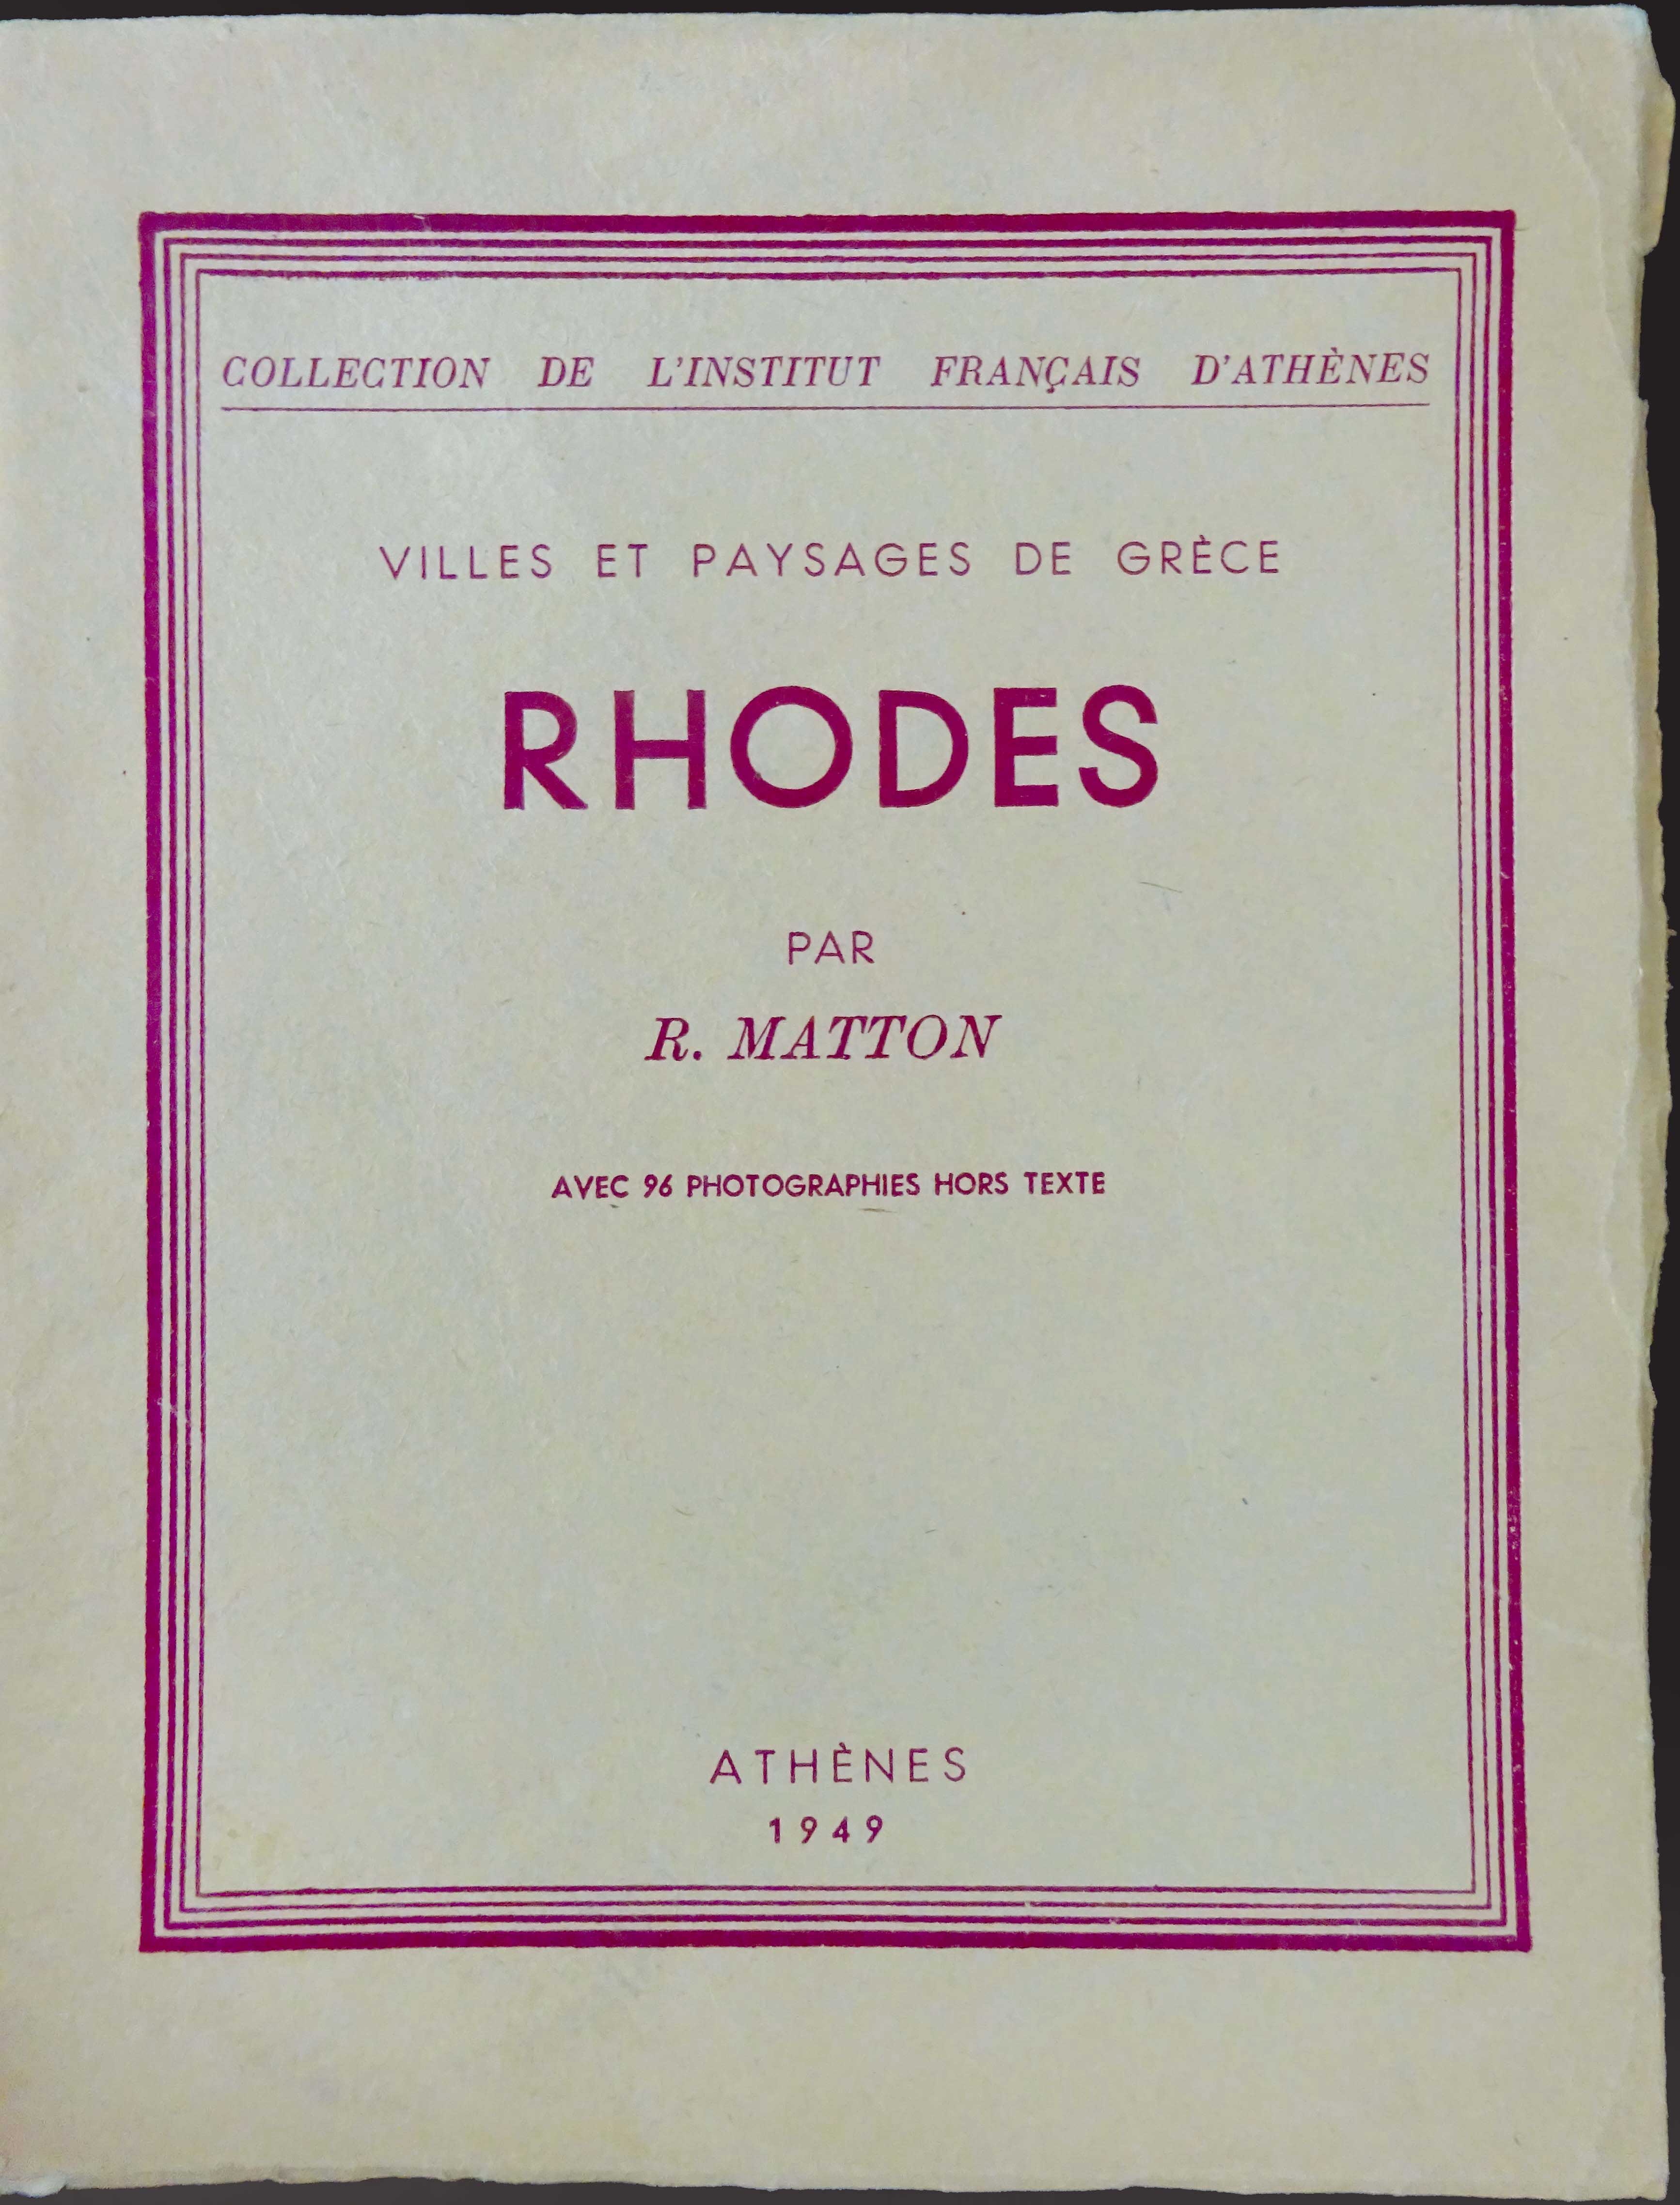 COLLECTION DE L'INSTITUT FRANÇAIS D'ATHÈNES
VILLES ET PAYSAGES DE GRÈCE
RHODES
PAR
R. MATTON
AVEC 96 PHOTOGRAPHIES HORS TEXTE
ATHÈNES
1949